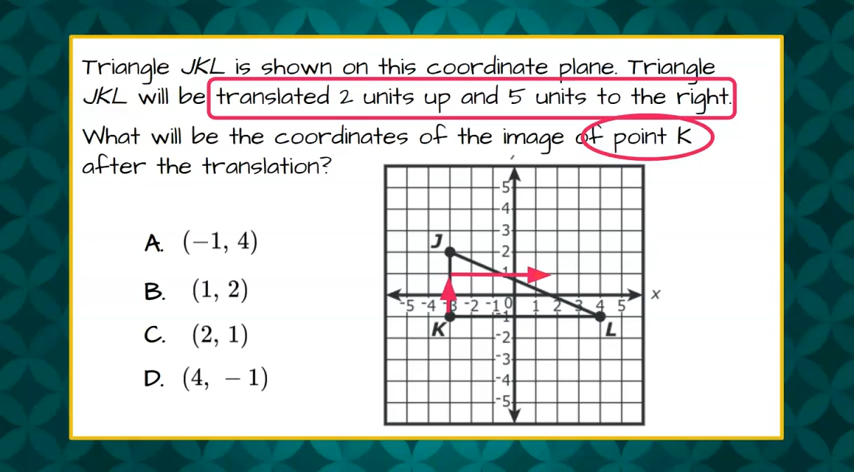 Triangle JKL is shown on this coordinate plane. Triangle
JKL will be translated 2 units up and 5 units to the right.
What will be the coordinates of the image of point K
after the translation?
A. (−1, 4)
B. (1, 2)
C. (2, 1)
D. (4, −1)
5
4
3
J
2
1
-5 -4 -3 -2 -1 0 1 2 3 4 5 x
-1
K L
-2
-3
-4
-5